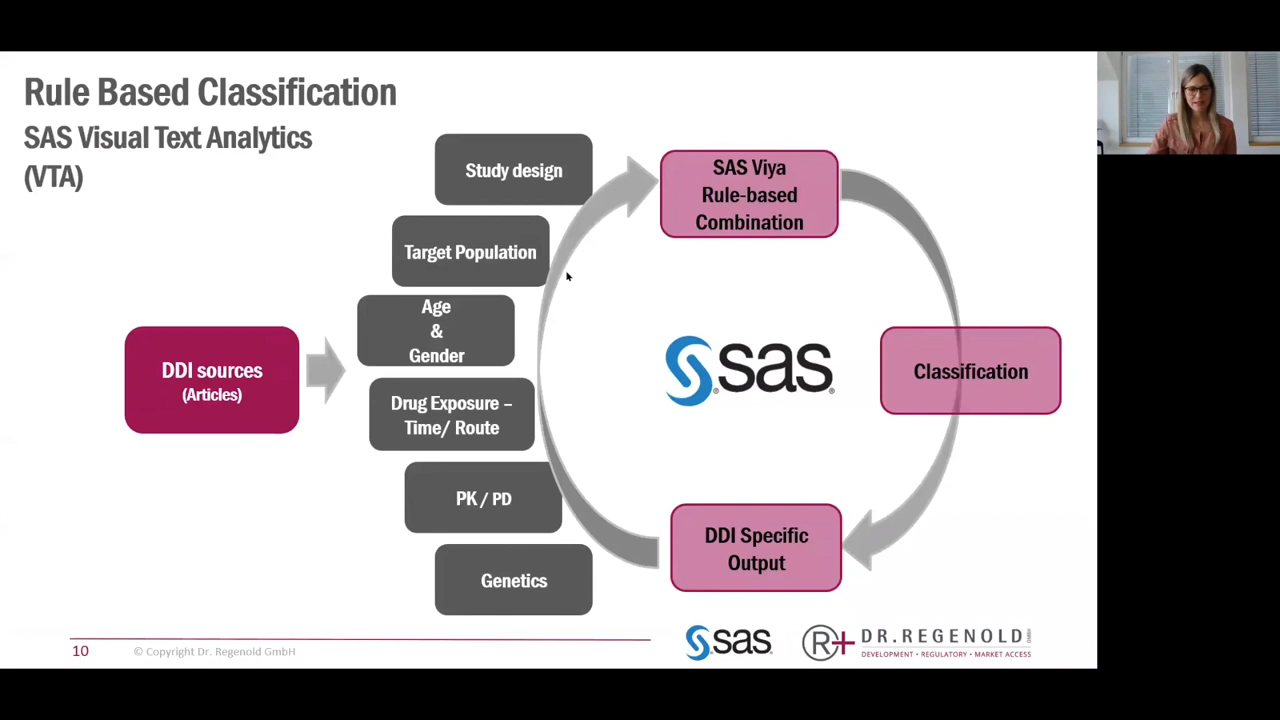 Rule Based Classification
SAS Visual Text Analytics
(VTA)
Study design
Target Population
Age
&
Gender
Drug Exposure –
Time/ Route
PK / PD
Genetics
DDI sources
(Articles)
SAS Viya
Rule-based
Combination
Classification
DDI Specific
Output
sas
10
© Copyright Dr. Regenold GmbH
sas
R+ DR.REGENOLD GMBH
DEVELOPMENT • REGULATORY • MARKET ACCESS